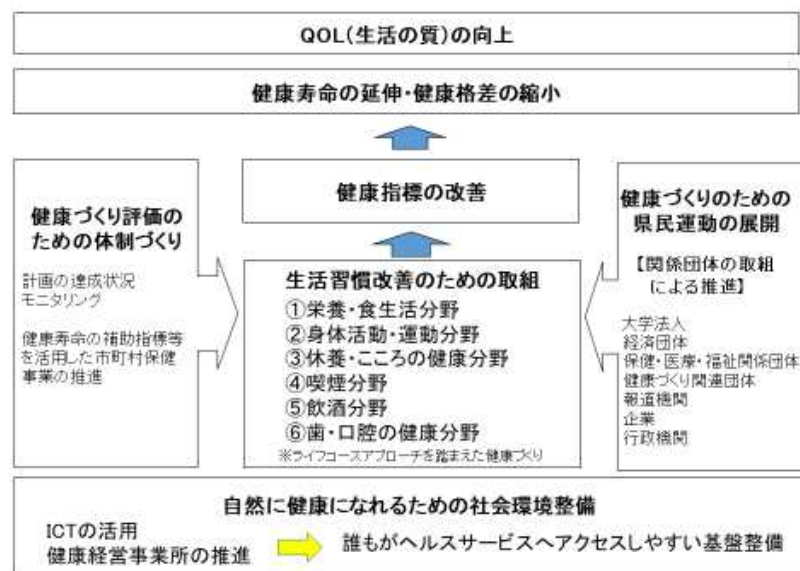 QOL(生活の質)の向上
健康寿命の延伸・健康格差の縮小
健康指標の改善
健康づくり評価の
ための体制づくり
計画の達成状況
モニタリング
健康寿命の補助指標等
を活用した市町村保健
事業の推進
生活習慣改善のための取組
①栄養・食生活分野
②身体活動・運動分野
③休養・こころの健康分野
④喫煙分野
⑤飲酒分野
⑥歯・口腔の健康分野
※ライフコースアプローチを踏まえた健康づくり
健康づくりのための
県民運動の展開
【関係団体の取組
による推進】
大学法人
経済団体
保健・医療・福祉関係団体
健康づくり関連団体
報道機関
企業
行政機関
自然に健康になれるための社会環境整備
ICTの活用
健康経営事業所の推進
誰もがヘルスサービスへアクセスしやすい基盤整備